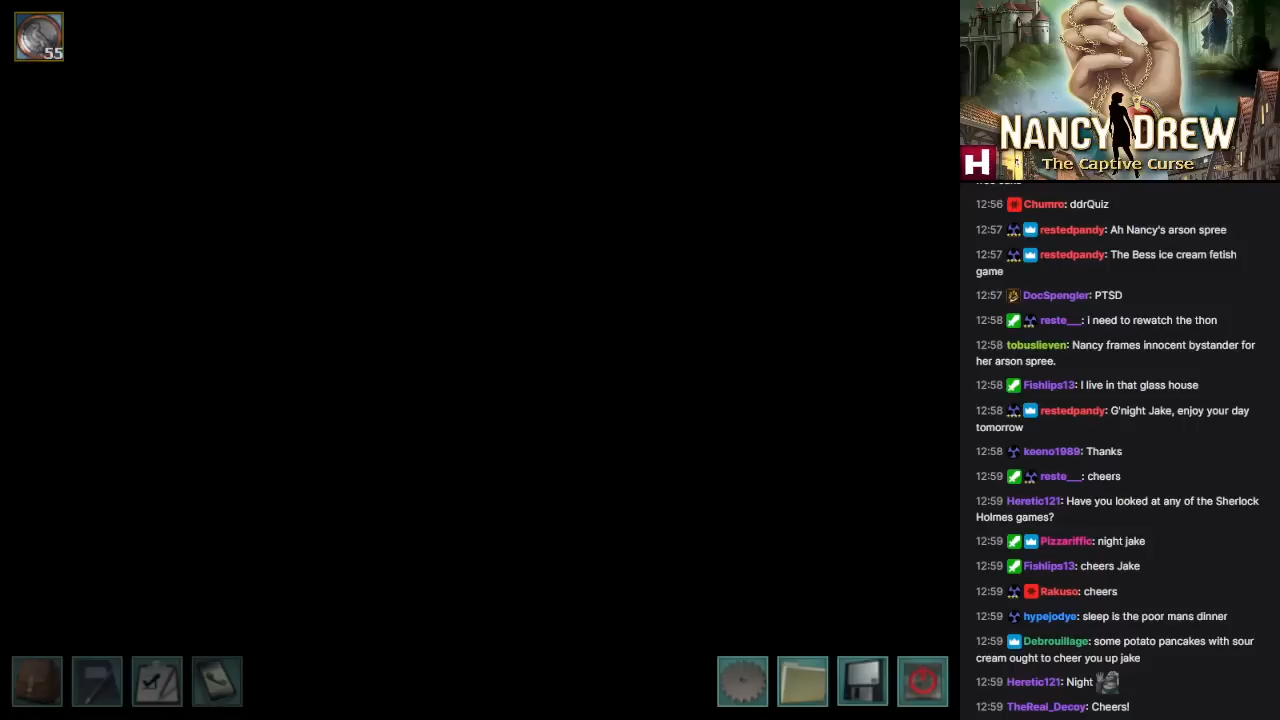 55
NANCY DREW
The Captive Curse
H
12:56 Chumro: ddrQuiz
12:57 restedpandy: Ah Nancy's arson spree
12:57 restedpandy: The Bess ice cream fetish
game
12:57 DocSpengler: PTSD
12:58 reste__: i need to rewatch the thon
12:58 tobuslieven: Nancy frames innocent bystander for
her arson spree.
12:58 Fishlips13: I live in that glass house
12:58 restedpandy: G'night Jake, enjoy your day
tomorrow
12:58 keeno1989: Thanks
12:59 reste__: cheers
12:59 Heretic121: Have you looked at any of the Sherlock
Holmes games?
12:59 Pizzariffic: night jake
12:59 Fishlips13: cheers Jake
12:59 Rakuso: cheers
12:59 hypejodye: sleep is the poor mans dinner
12:59 Debrouillage: some potato pancakes with sour
cream ought to cheer you up jake
12:59 Heretic121: Night
12:59 TheReal_Decoy: Cheers!